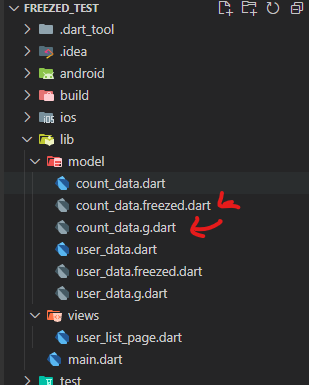 FREEZED_TEST
.dart_tool
.idea
android
build
ios
lib
model
count_data.dart
count_data.freezed.dart
count_data.g.dart
user_data.dart
user_data.freezed.dart
user_data.g.dart
views
user_list_page.dart
main.dart
test